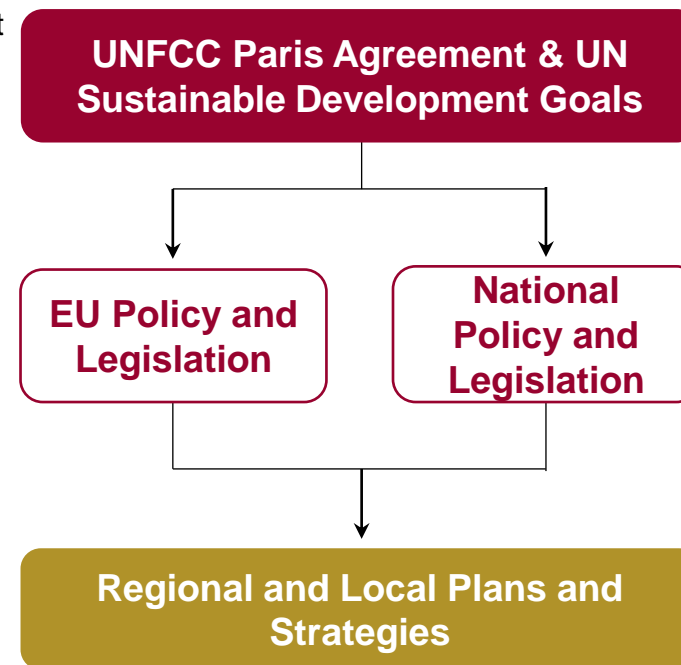 t
UNFCC Paris Agreement & UN
Sustainable Development Goals
EU Policy and
Legislation
National
Policy and
Legislation
Regional and Local Plans and
Strategies